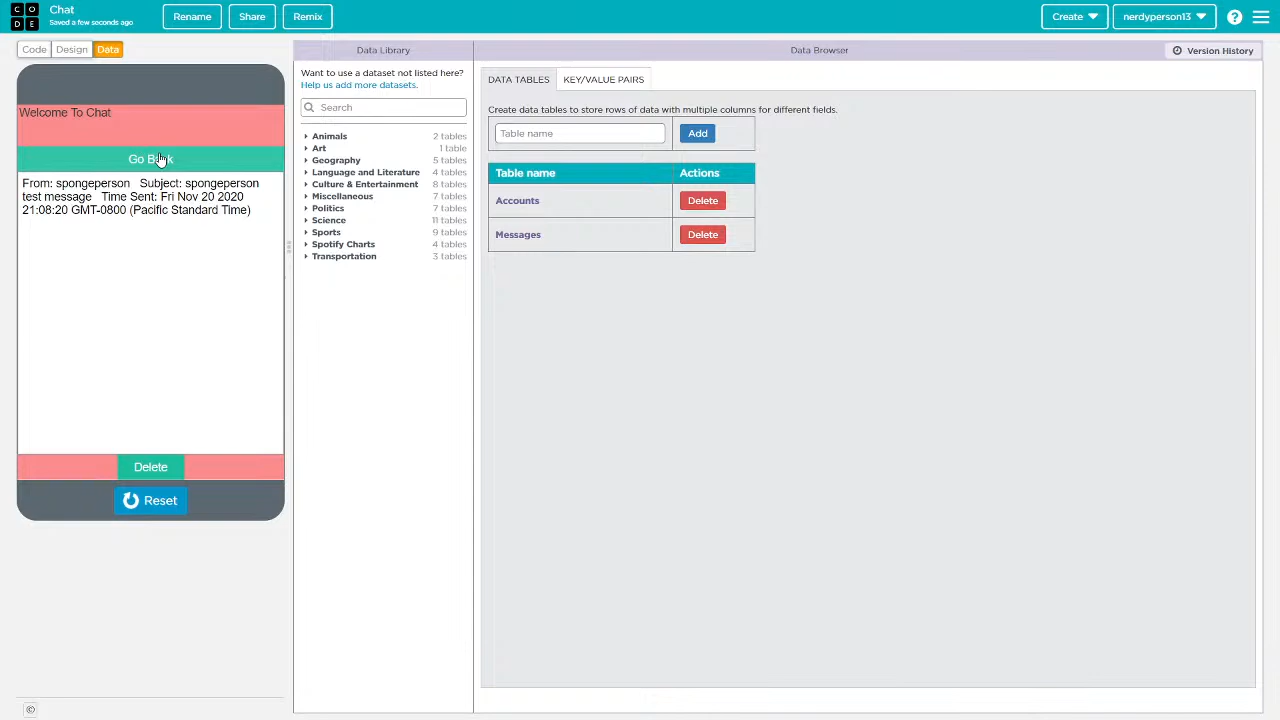 C O
D E
Chat
Saved a few seconds ago
Rename
Share
Remix
Create
nerdyperson13
?
Code
Design
Data
Data Library
Data Browser
Version History
Welcome To Chat
Go Back
From: spongeperson Subject: spongeperson
test message Time Sent: Fri Nov 20 2020
21:08:20 GMT-0800 (Pacific Standard Time)
Delete
Reset
©
Want to use a dataset not listed here?
Help us add more datasets.
Search
Animals 2 tables
Art 1 table
Geography 5 tables
Language and Literature 4 tables
Culture & Entertainment 8 tables
Miscellaneous 7 tables
Politics 7 tables
Science 11 tables
Sports 9 tables
Spotify Charts 4 tables
Transportation 3 tables
DATA TABLES
KEY/VALUE PAIRS
Create data tables to store rows of data with multiple columns for different fields.
Table name
Add
Table name Actions
Accounts Delete
Messages Delete